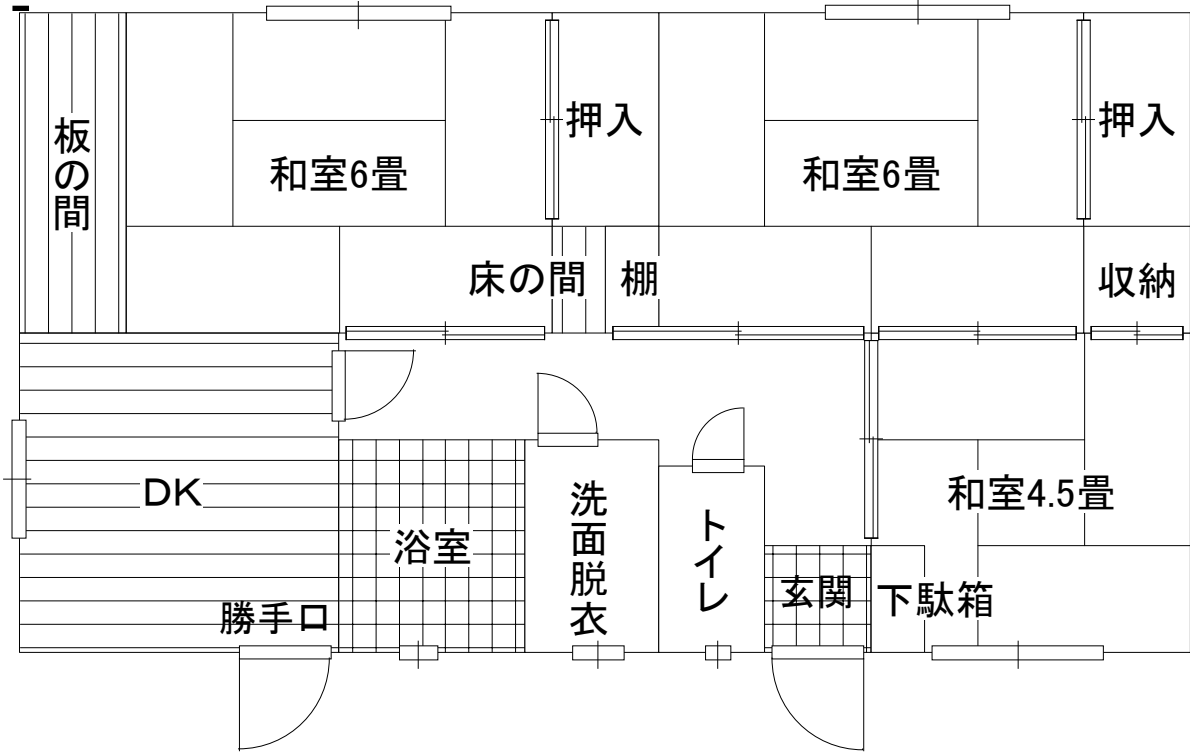 板の間
和室6畳
押入
和室6畳
押入
床の間
棚
収納
DK
浴室
洗面脱衣
トイレ
和室4.5畳
玄関
下駄箱
勝手口